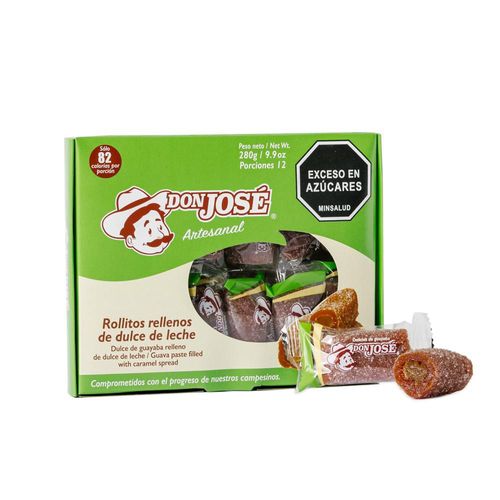 Sólo
82
calorías por
porción
Peso neto / Net Wt.
280g / 9.9oz
Porciones 12
EXCESO EN
AZÚCARES
MINSALUD
DON JOSÉ
®
Artesanal
Rollitos rellenos
de dulce de leche
Dulce de guayaba relleno
de dulce de leche / Guava paste filled
with caramel spread
Comprometidos con el progreso de nuestros campesinos.
DON JOSÉ